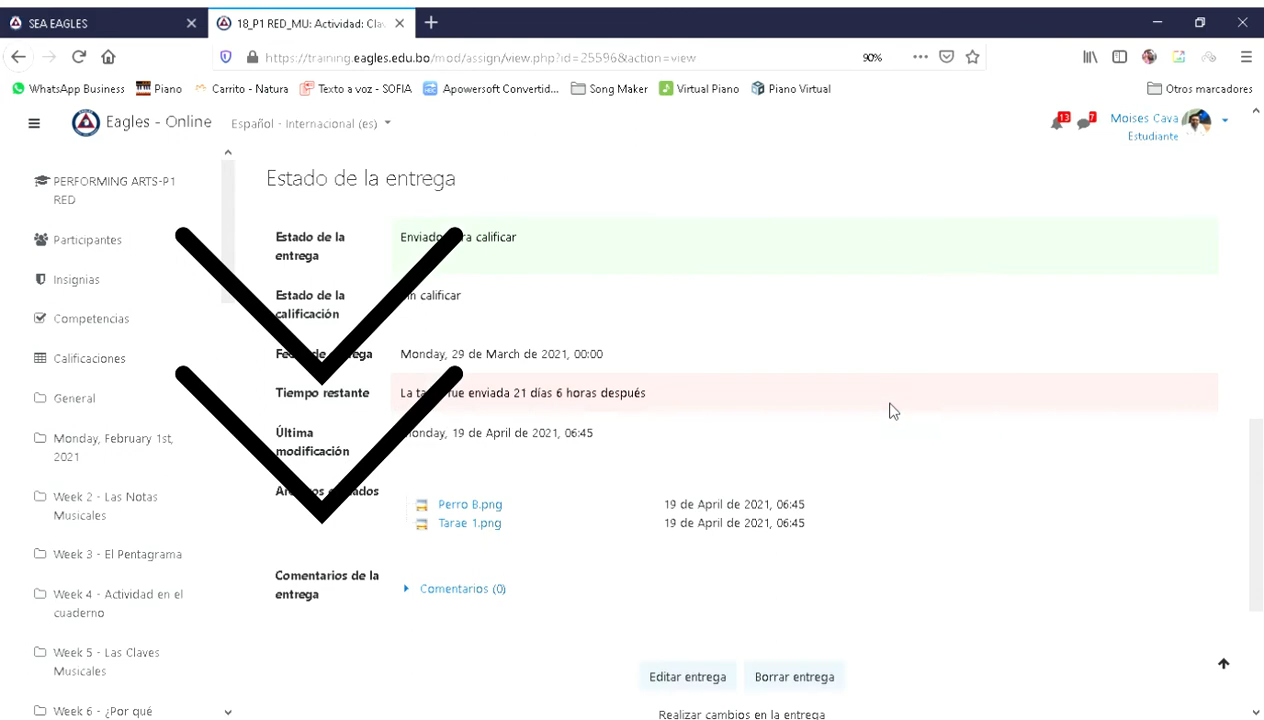 SEA EAGLES
18_P1 RED_MU: Actividad: Cla
https://training.eagles.edu.bo/mod/assign/view.php?id=25596&action=view
90%
WhatsApp Business Piano Carrito - Natura Texto a voz - SOFIA Apowersoft Convertid... Song Maker Virtual Piano Piano Virtual Otros marcadores
Eagles - Online Español - Internacional (es)
13 7 Moises Cava
Estudiante
PERFORMING ARTS-P1
RED
Participantes
Insignias
Competencias
Calificaciones
General
Monday, February 1st,
2021
Week 2 - Las Notas
Musicales
Week 3 - El Pentagrama
Week 4 - Actividad en el
cuaderno
Week 5 - Las Claves
Musicales
Week 6 - ¿Por qué
Estado de la entrega
Estado de la
entrega
Enviado calificar
Estado de la
calificación
calificar
Monday, 29 de March de 2021, 00:00
Tiempo restante
La fue enviada 21 días 6 horas después
Última
modificación
19 de April de 2021, 06:45
Perro B.png 19 de April de 2021, 06:45
Tarae 1.png 19 de April de 2021, 06:45
Comentarios de la
entrega
Comentarios (0)
Editar entrega Borrar entrega
Realizar cambios en la entrega